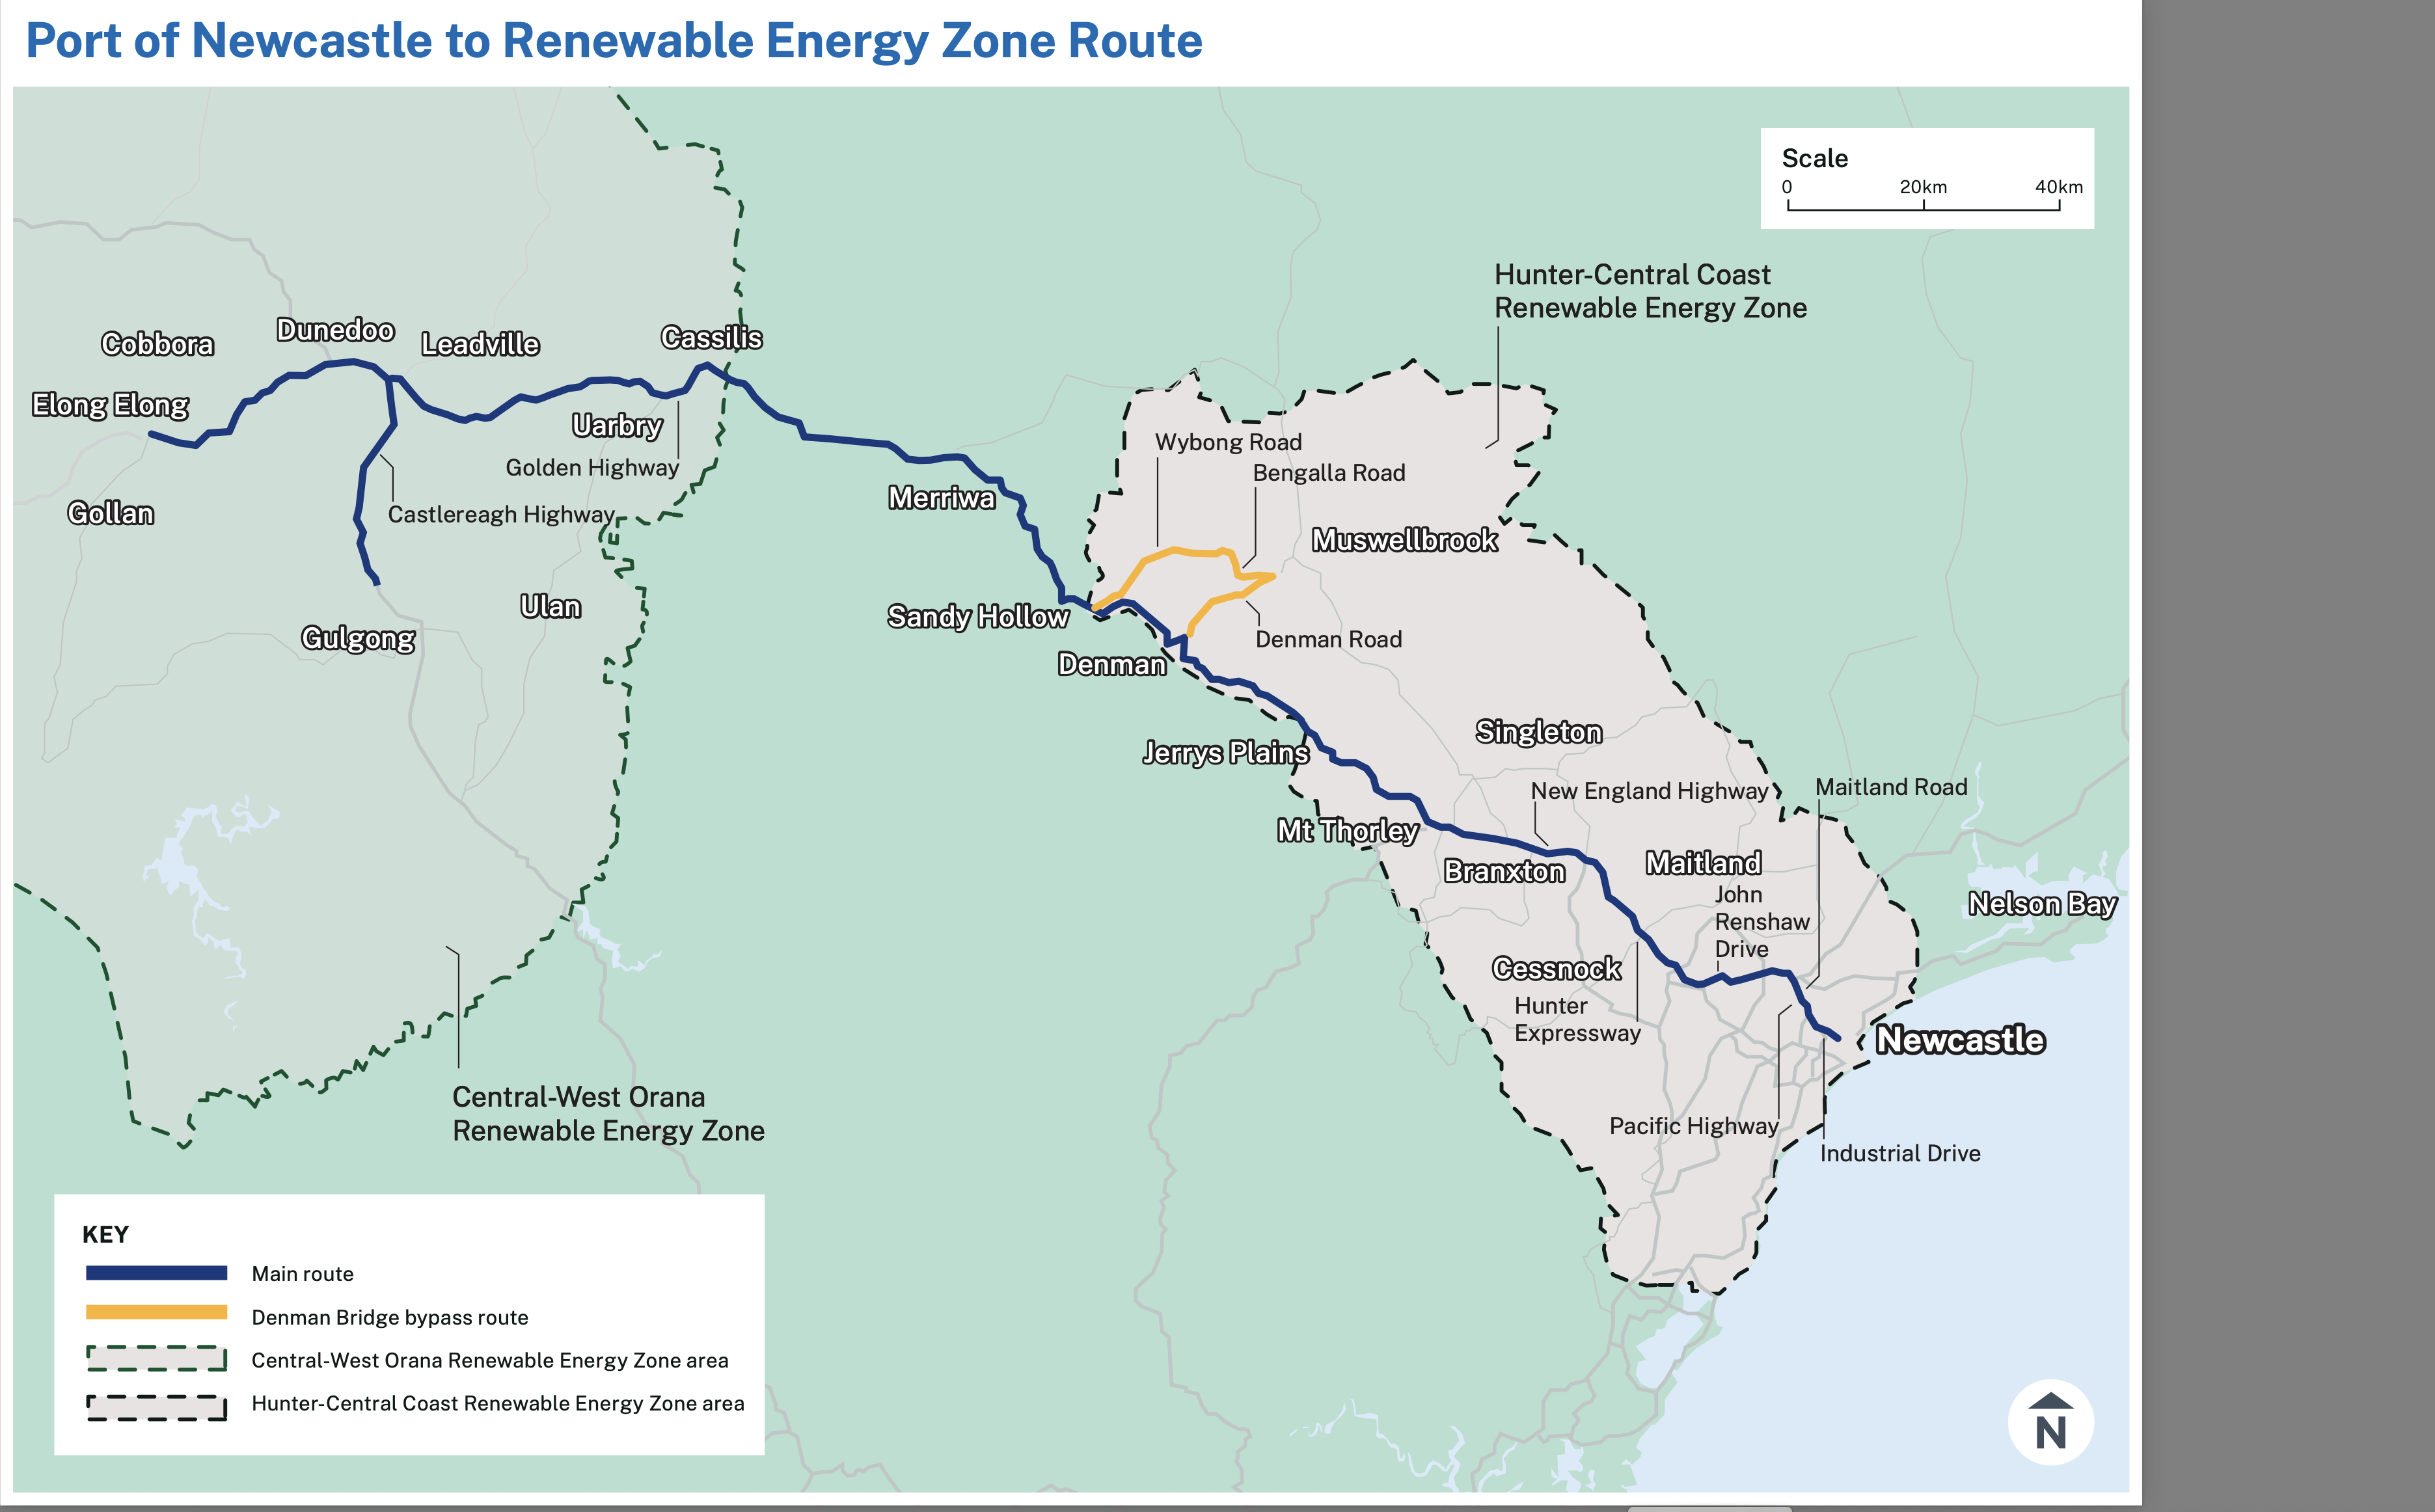 Port of Newcastle to Renewable Energy Zone Route
Scale
0 20km 40km
Hunter-Central Coast
Renewable Energy Zone
Cobbora
Dunedoo
Leadville
Cassilis
Elong Elong
Uarbry
Golden Highway
Gollan
Castlereagh Highway
Merriwa
Wybong Road
Bengalla Road
Muswellbrook
Ulan
Gulgong
Sandy Hollow
Denman Road
Denman
Jerrys Plains
Singleton
New England Highway
Maitland Road
Mt Thorley
Branxton
Maitland
John
Renshaw
Drive
Nelson Bay
Cessnock
Hunter
Expressway
Newcastle
Pacific Highway
Industrial Drive
Central-West Orana
Renewable Energy Zone
KEY
Main route
Denman Bridge bypass route
Central-West Orana Renewable Energy Zone area
Hunter-Central Coast Renewable Energy Zone area
N